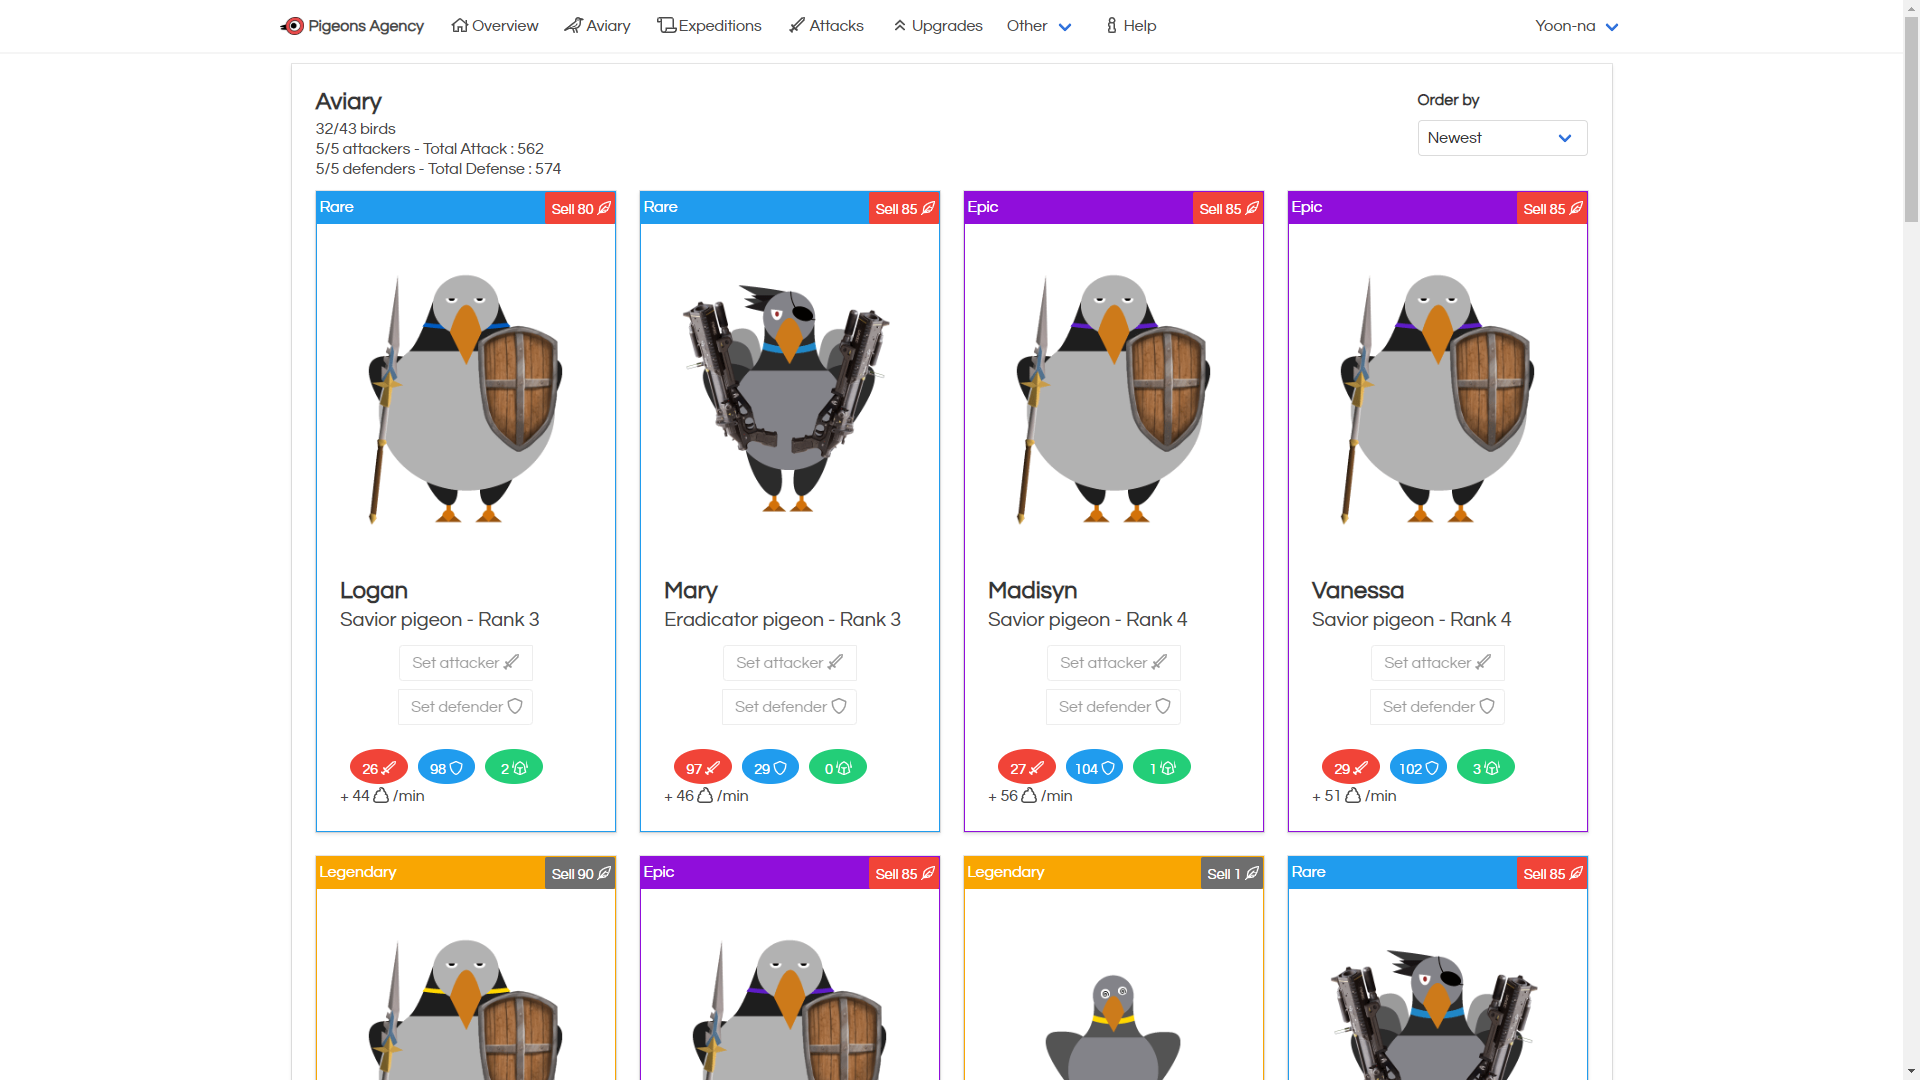 Pigeons Agency
Overview
Aviary
Expeditions
Attacks
Upgrades
Other
Help
Yoon-na
Aviary
32/43 birds
5/5 attackers - Total Attack : 562
5/5 defenders - Total Defense : 574
Order by
Newest
Rare
Sell 80
Logan
Savior pigeon - Rank 3
Set attacker
Set defender
26
98
2
+ 44 /min
Rare
Sell 85
Mary
Eradicator pigeon - Rank 3
Set attacker
Set defender
97
29
0
+ 46 /min
Epic
Sell 85
Madisyn
Savior pigeon - Rank 4
Set attacker
Set defender
27
104
1
+ 56 /min
Epic
Sell 85
Vanessa
Savior pigeon - Rank 4
Set attacker
Set defender
29
102
3
+ 51 /min
Legendary
Sell 90
Epic
Sell 85
Legendary
Sell 1
Rare
Sell 85